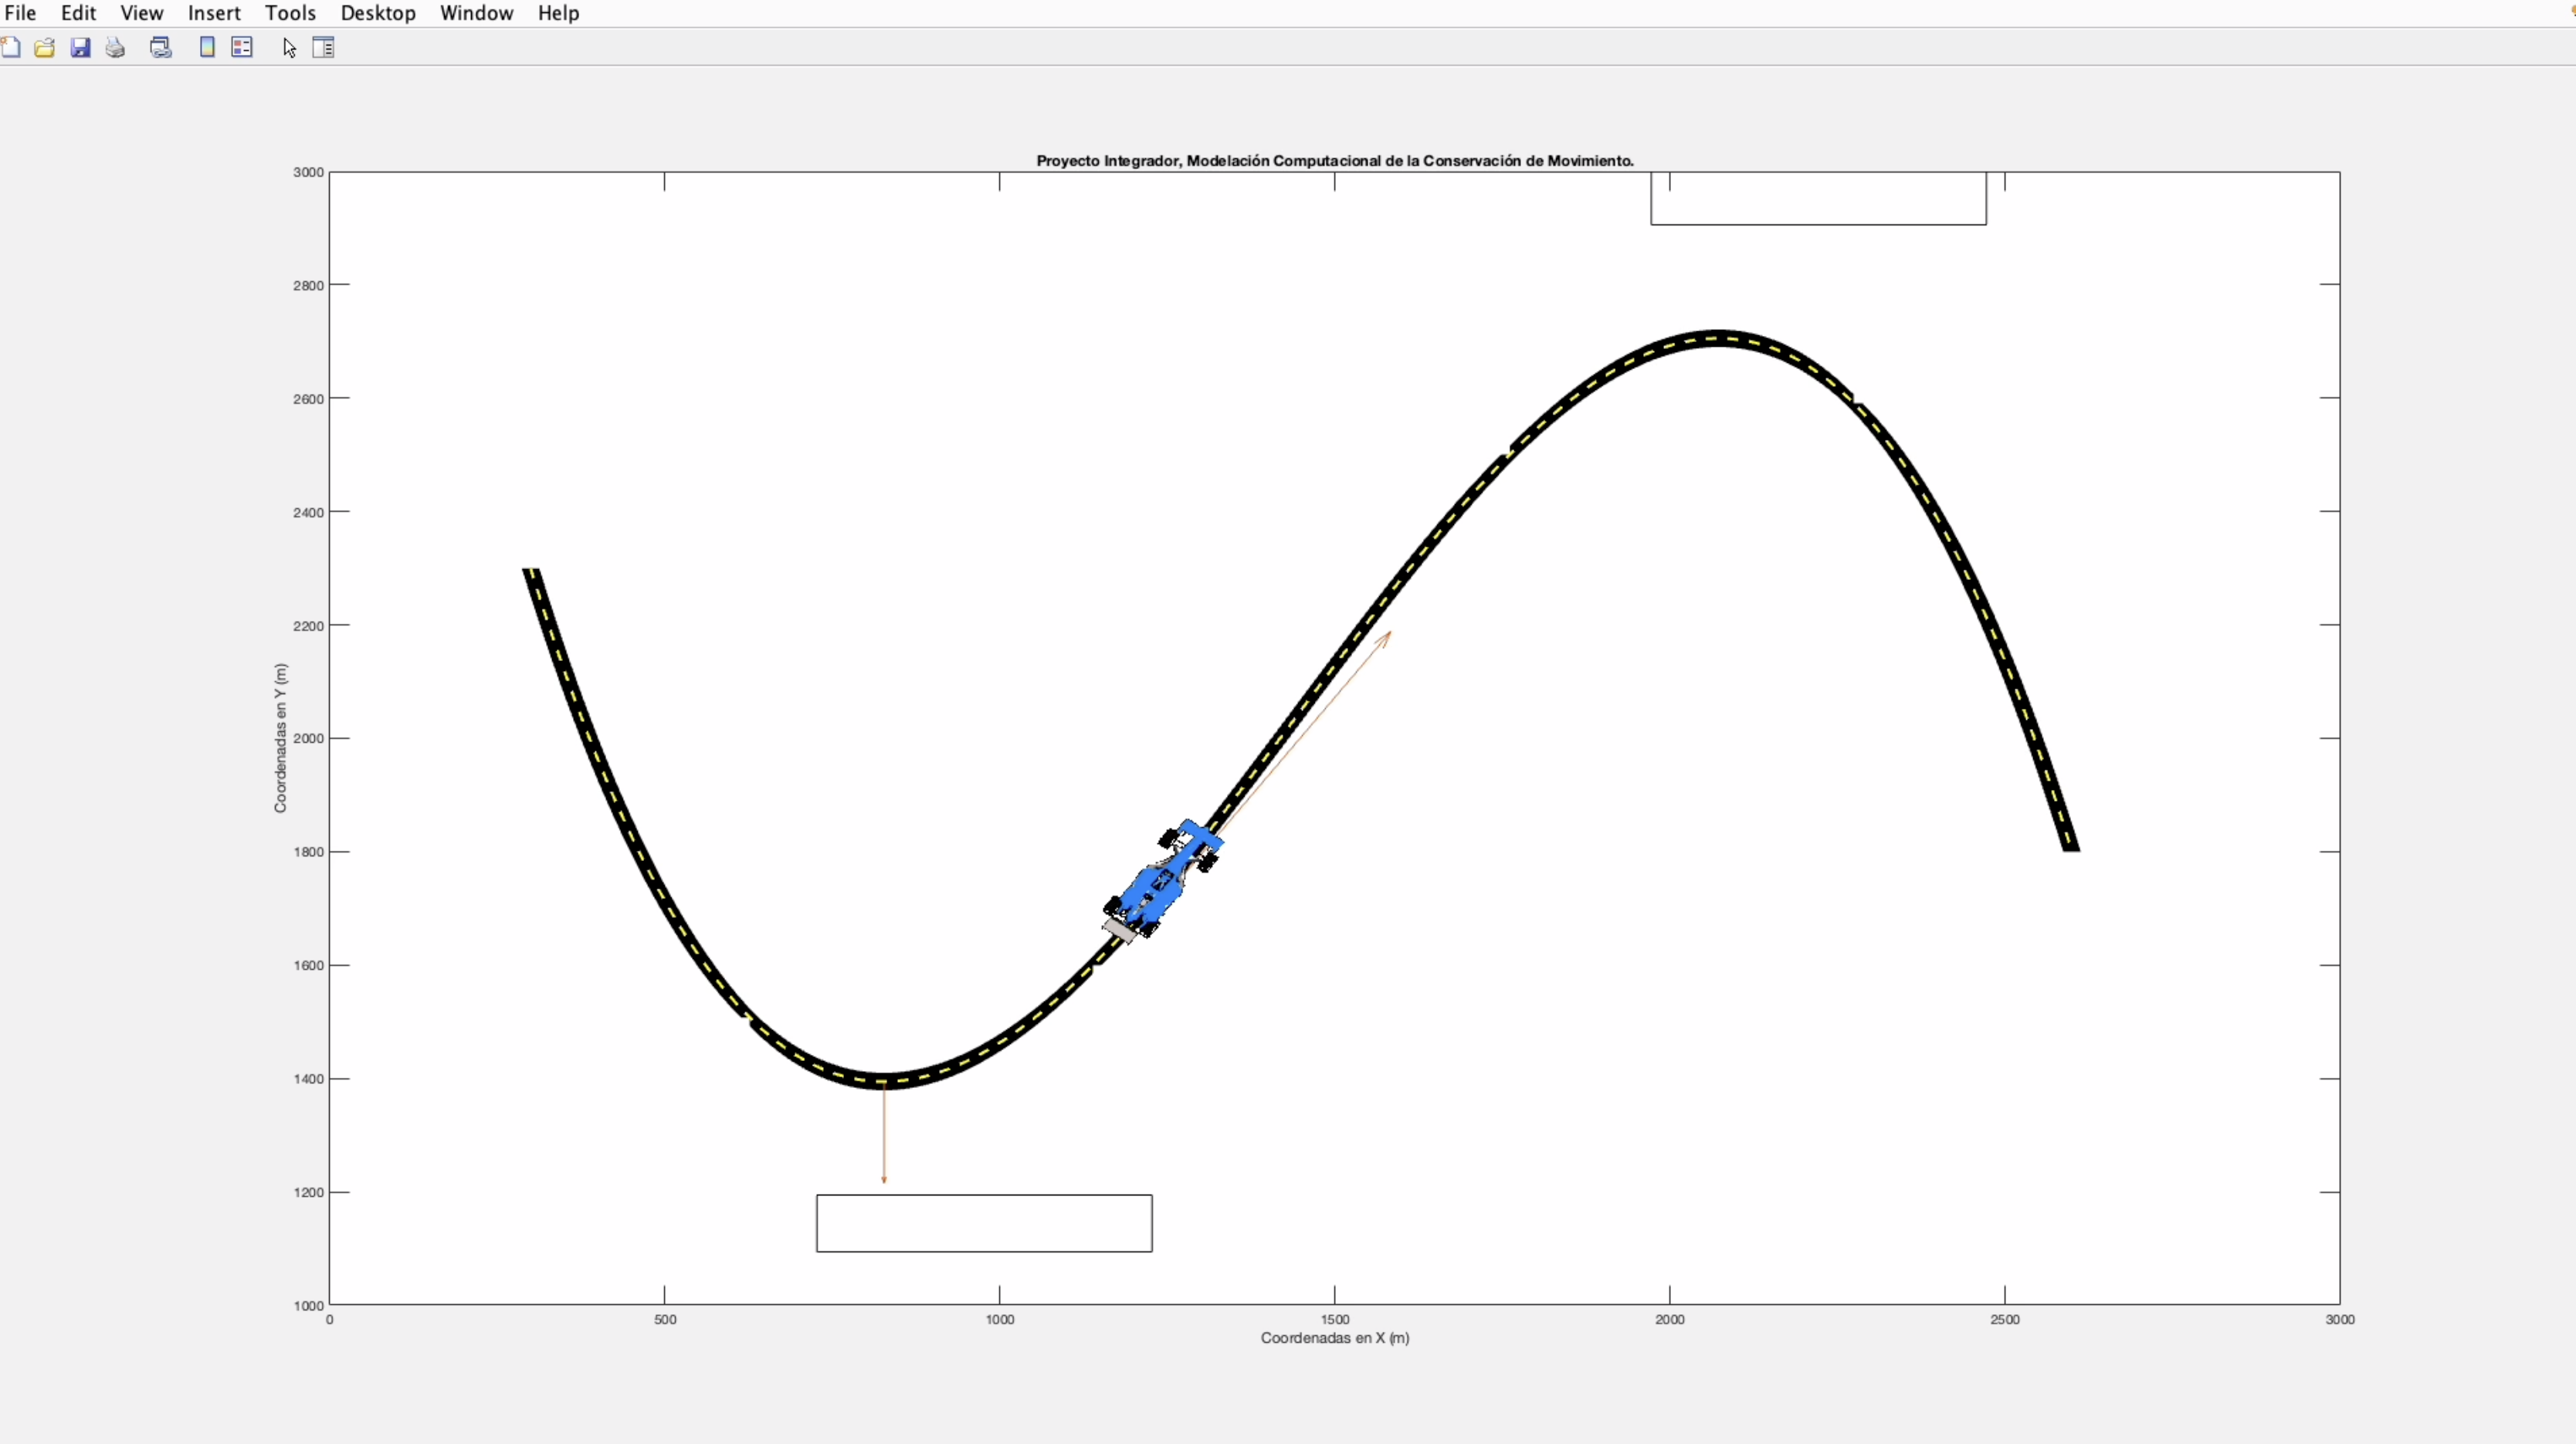 File Edit View Insert Tools Desktop Window Help
Proyecto Integrador, Modelación Computacional de la Conservación de Movimiento.
3000
2800
2600
2400
2200
2000
1800
1600
1400
1200
1000
Coordenadas en Y (m)
0 500 1000 1500 2000 2500 3000
Coordenadas en X (m)